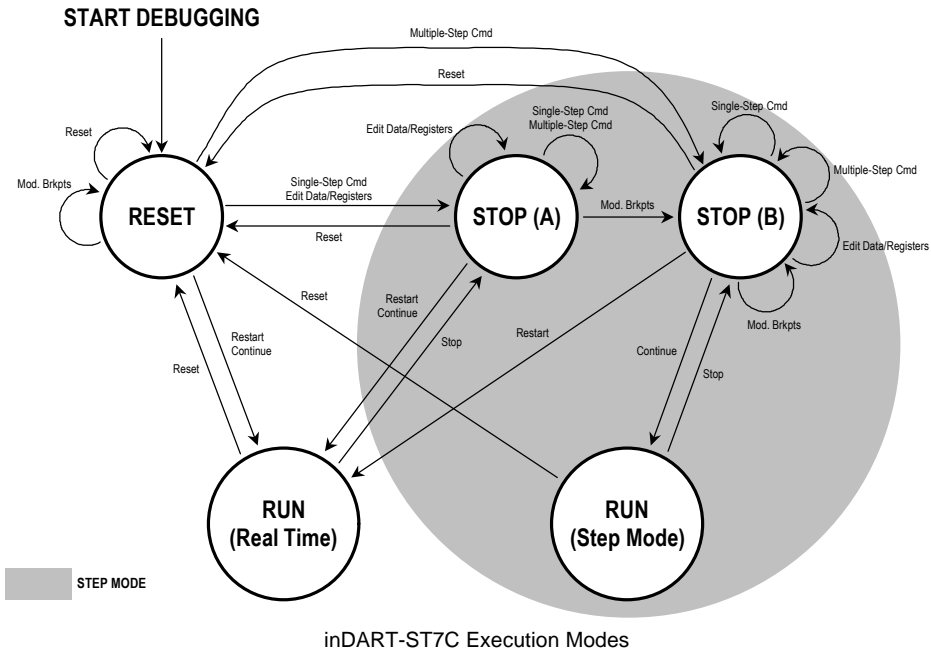 START DEBUGGING
Multiple-Step Cmd
Reset
Reset
Edit Data/Registers
Single-Step Cmd
Multiple-Step Cmd
Single-Step Cmd
Mod. Brkpts
Multiple-Step Cmd
RESET
Single-Step Cmd
Edit Data/Registers
Reset
STOP (A)
Mod. Brkpts
STOP (B)
Edit Data/Registers
Mod. Brkpts
Reset
Restart
Continue
Restart
Continue
Stop
Restart
Continue
Stop
Reset
RUN
(Real Time)
RUN
(Step Mode)
STEP MODE
inDART-ST7C Execution Modes